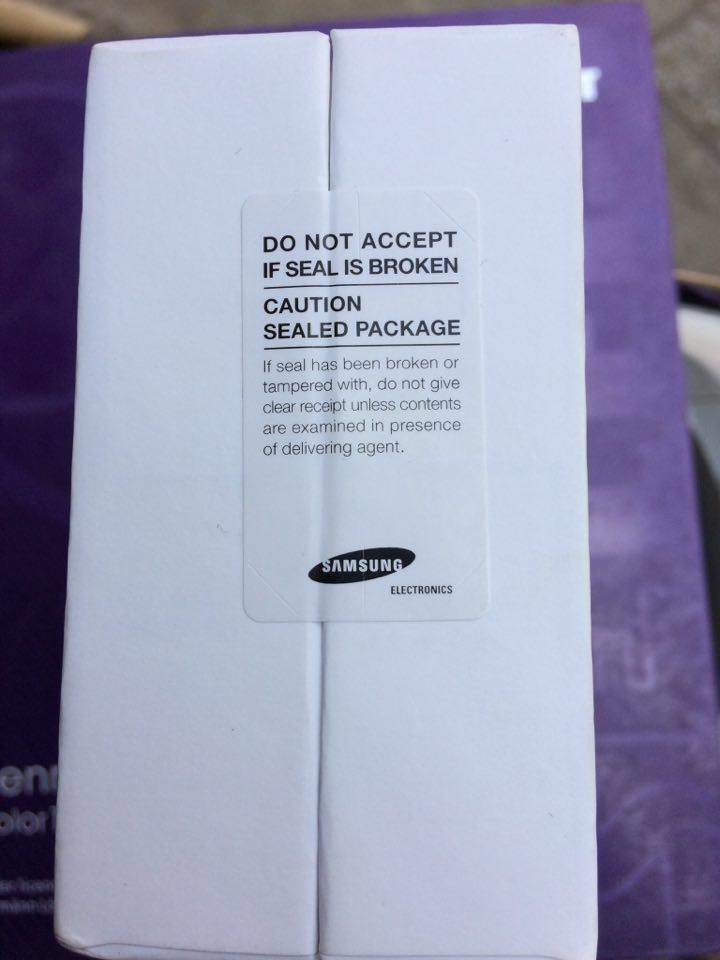 DO NOT ACCEPT
IF SEAL IS BROKEN
CAUTION
SEALED PACKAGE
If seal has been broken or
tampered with, do not give
clear receipt unless contents
are examined in presence
of delivering agent.
SAMSUNG
ELECTRONICS